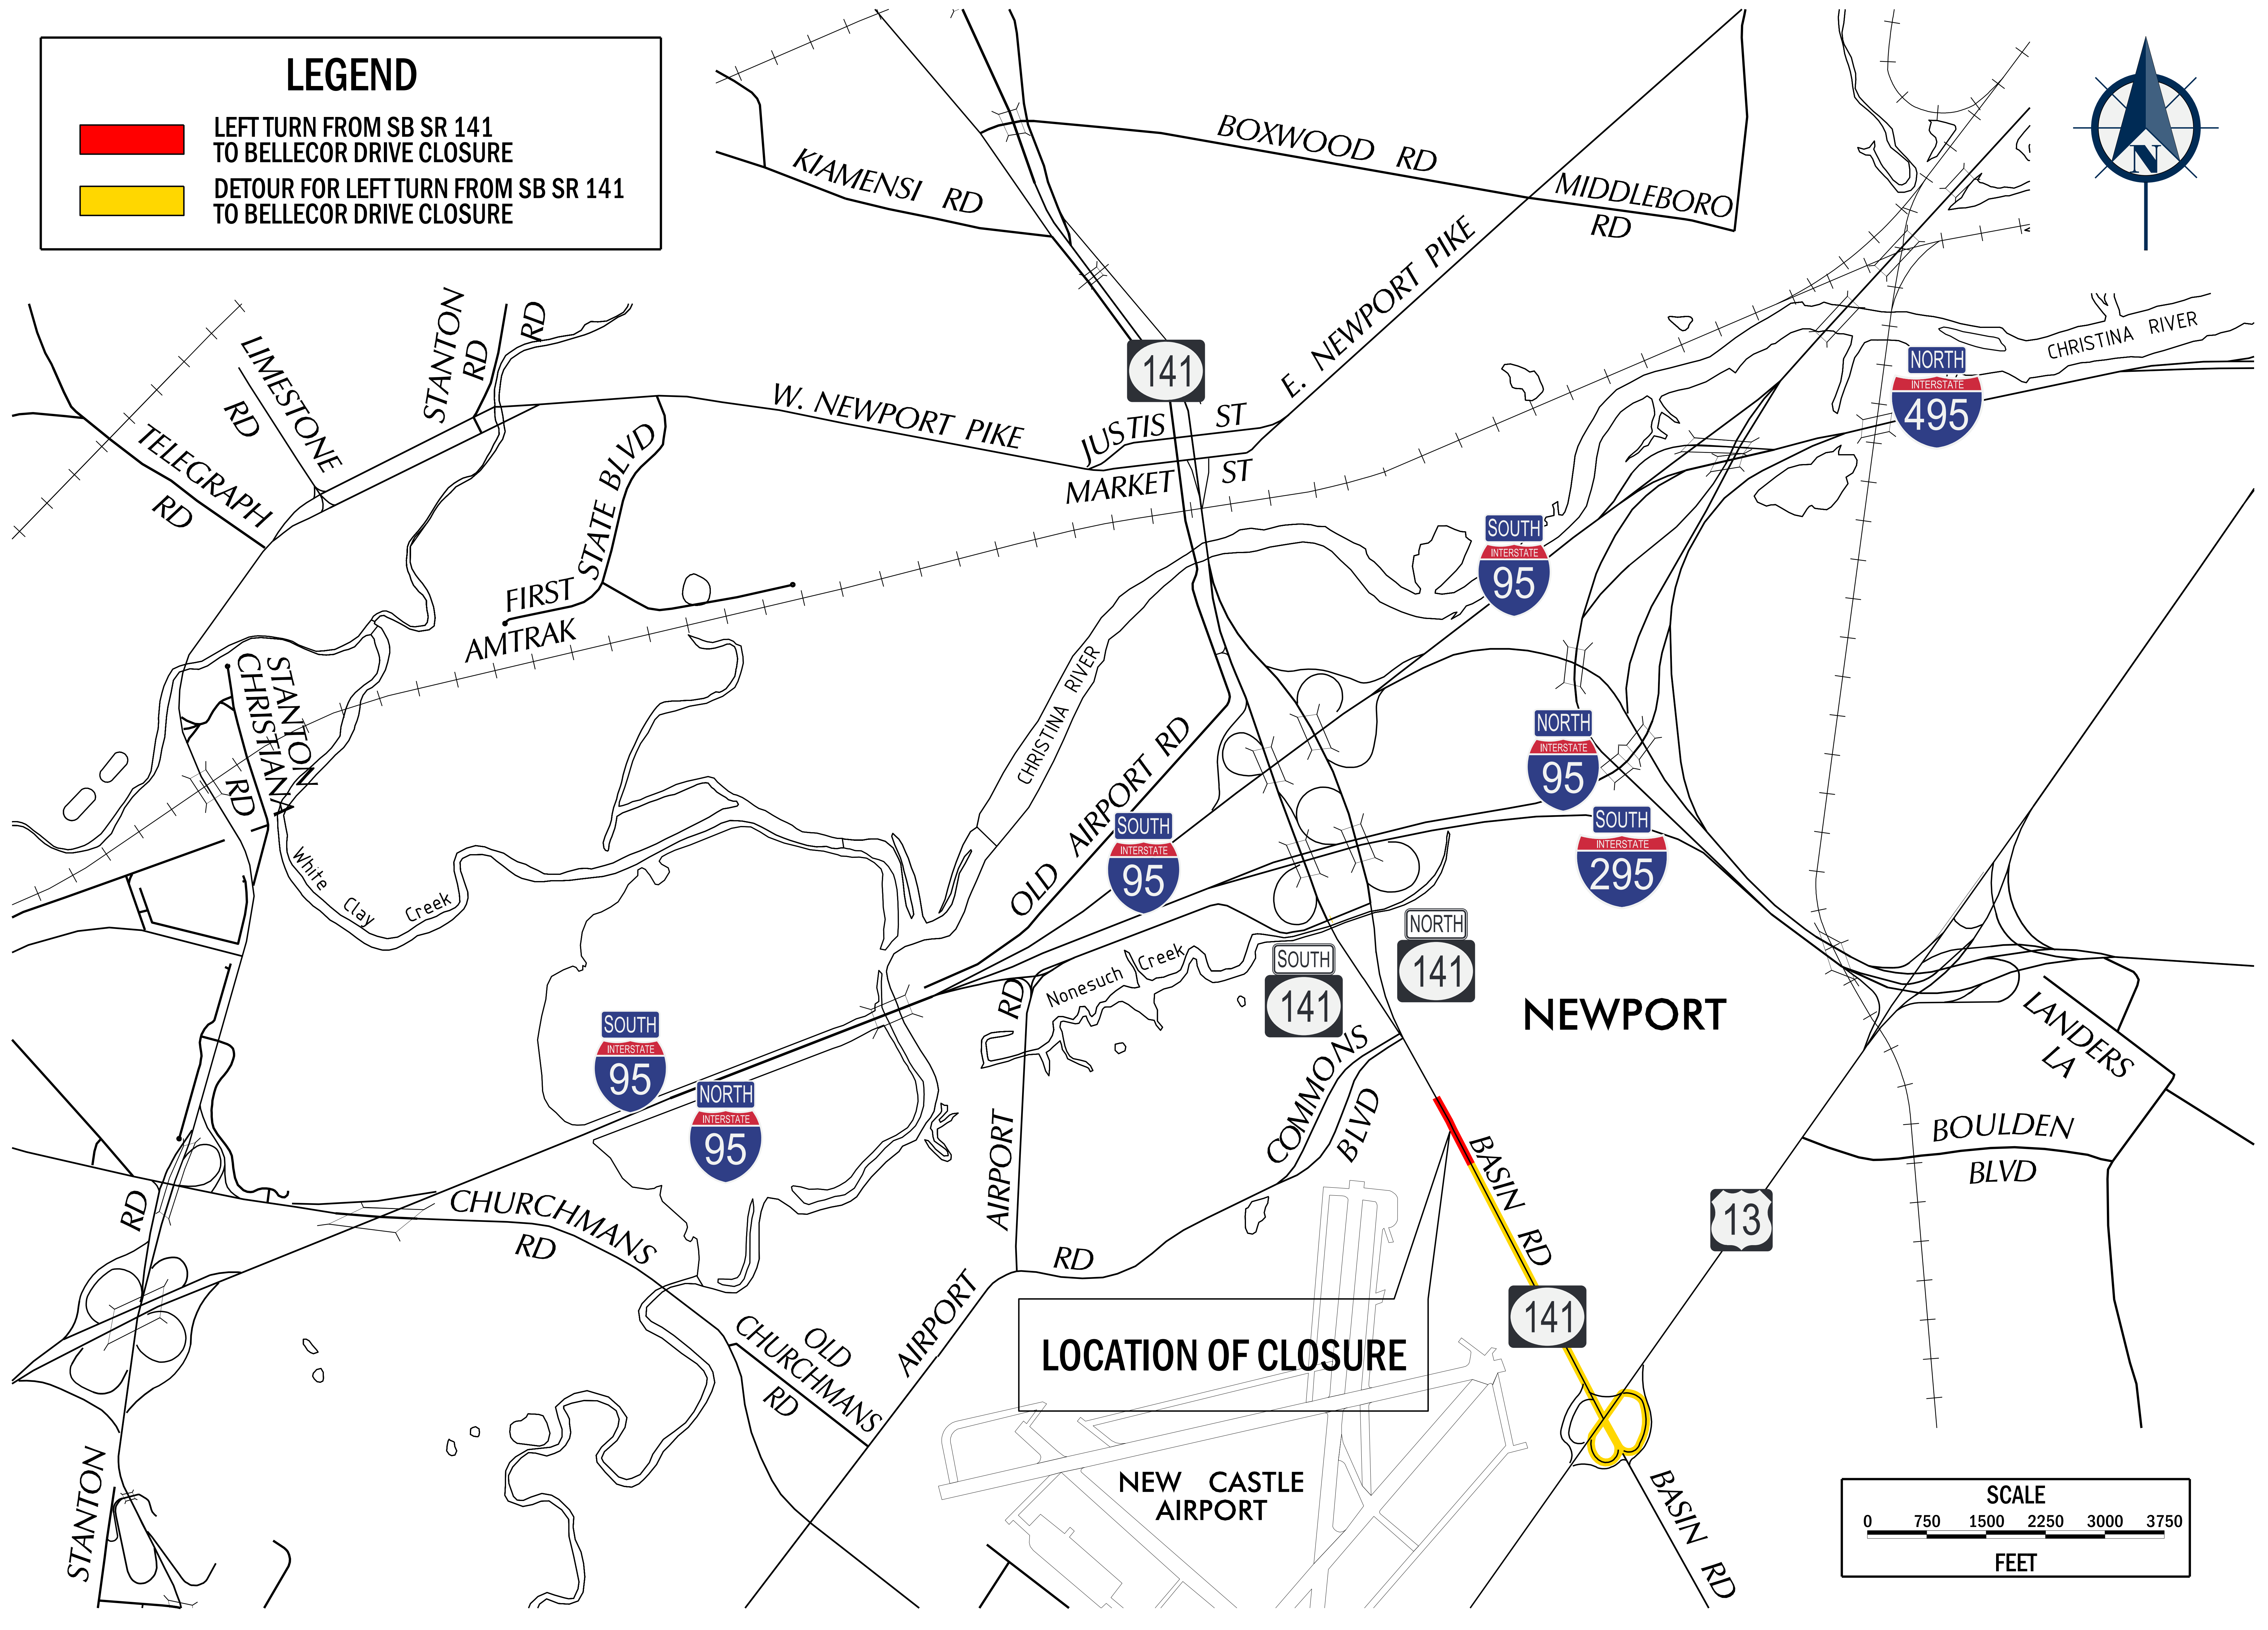 LEGEND
LEFT TURN FROM SB SR 141
TO BELLECOR DRIVE CLOSURE
DETOUR FOR LEFT TURN FROM SB SR 141
TO BELLECOR DRIVE CLOSURE
N
BOXWOOD RD
KIAMENSI RD
MIDDLEBORO
RD
E. NEWPORT PIKE
STANTON
RD
RD
LIMESTONE
RD
TELEGRAPH
RD
141
W. NEWPORT PIKE
JUSTIS ST
MARKET ST
CHRISTINA RIVER
NORTH
INTERSTATE
495
STATE BLVD
FIRST
AMTRAK
SOUTH
INTERSTATE
95
STANTON
CHRISTIANA
RD
CHRISTINA RIVER
OLD AIRPORT RD
NORTH
INTERSTATE
95
SOUTH
INTERSTATE
95
SOUTH
INTERSTATE
295
White Clay Creek
Nonesuch Creek
RD
NORTH
141
SOUTH
141
NEWPORT
SOUTH
INTERSTATE
95
NORTH
INTERSTATE
95
LANDERS
LA
COMMONS
BLVD
BOULDEN
BLVD
AIRPORT
BASIN RD
RD
CHURCHMANS
RD
13
RD
AIRPORT
141
LOCATION OF CLOSURE
OLD
CHURCHMANS
RD
NEW CASTLE
AIRPORT
STANTON
BASIN RD
SCALE
0 750 1500 2250 3000 3750
FEET